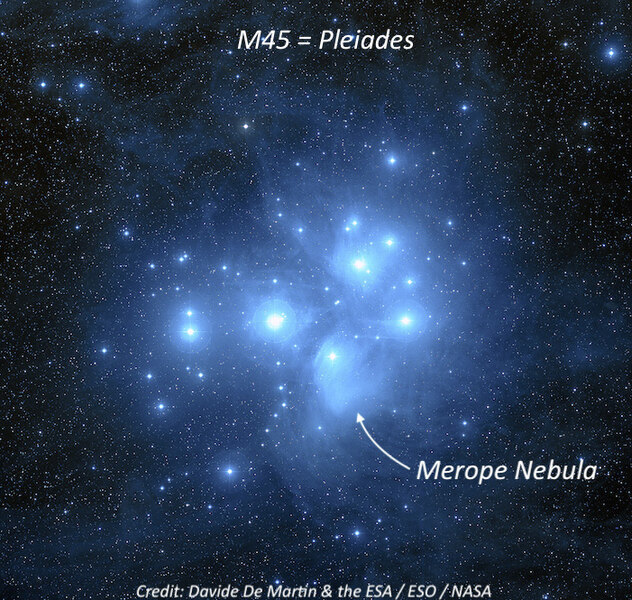 M45 = Pleiades
Merope Nebula
Credit: Davide De Martin & the ESA / ESO / NASA